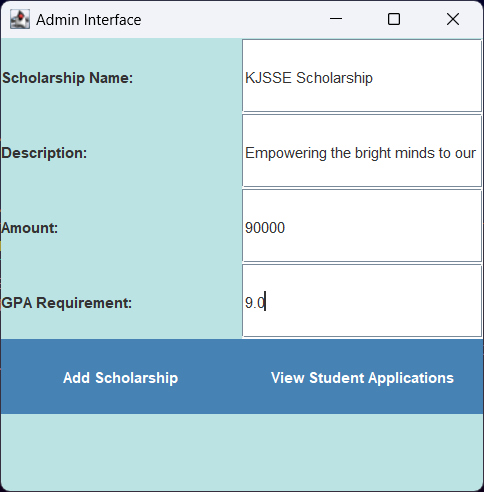 Admin Interface
Scholarship Name: KJSSE Scholarship
Description: Empowering the bright minds to our
Amount: 90000
GPA Requirement: 9.0
Add Scholarship View Student Applications